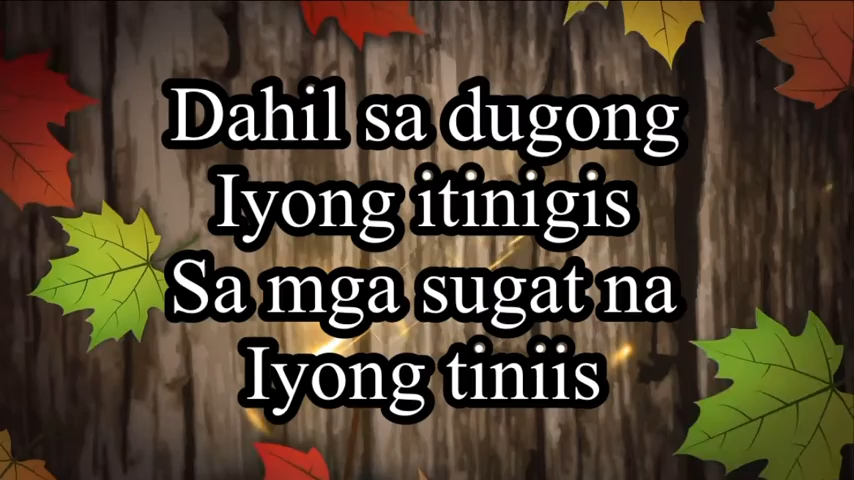 Dahil sa dugong
Iyong itinigis
Sa mga sugat na
Iyong tiniis